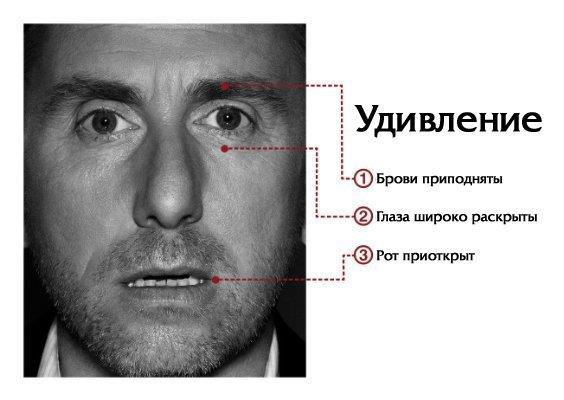 Удивление
1 Брови приподняты
2 Глаза широко раскрыты
3 Рот приоткрыт